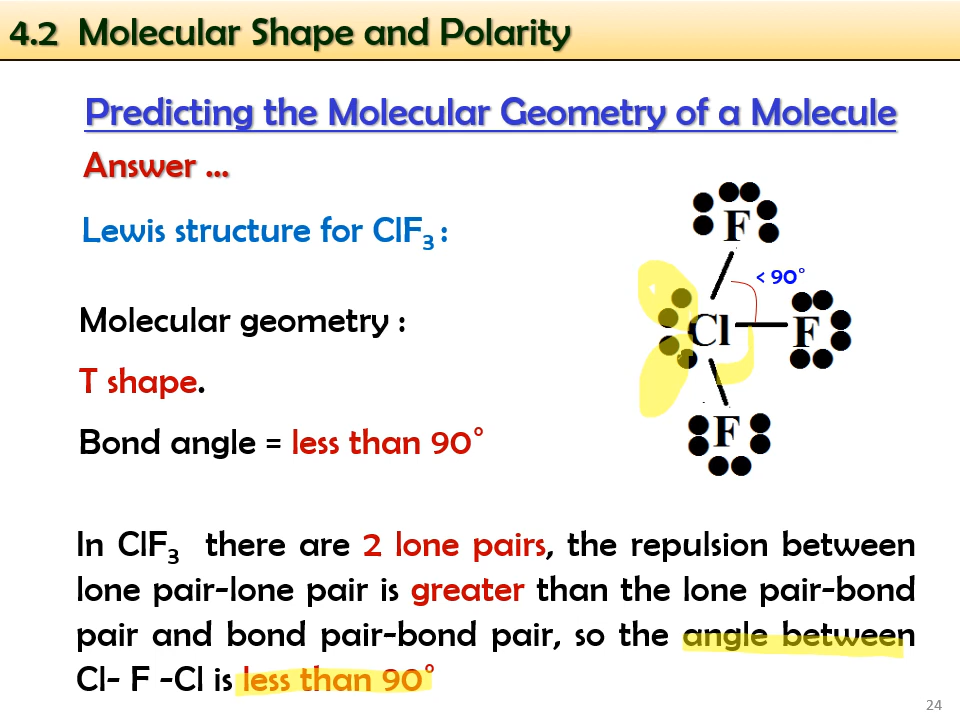 4.2 Molecular Shape and Polarity
Predicting the Molecular Geometry of a Molecule
Answer ...
Lewis structure for ClF₃ :
F
< 90°
Cl
F
F
Molecular geometry :
T shape.
Bond angle = less than 90°
In ClF₃ there are 2 lone pairs, the repulsion between
lone pair-lone pair is greater than the lone pair-bond
pair and bond pair-bond pair, so the angle between
Cl- F -Cl is less than 90°
24